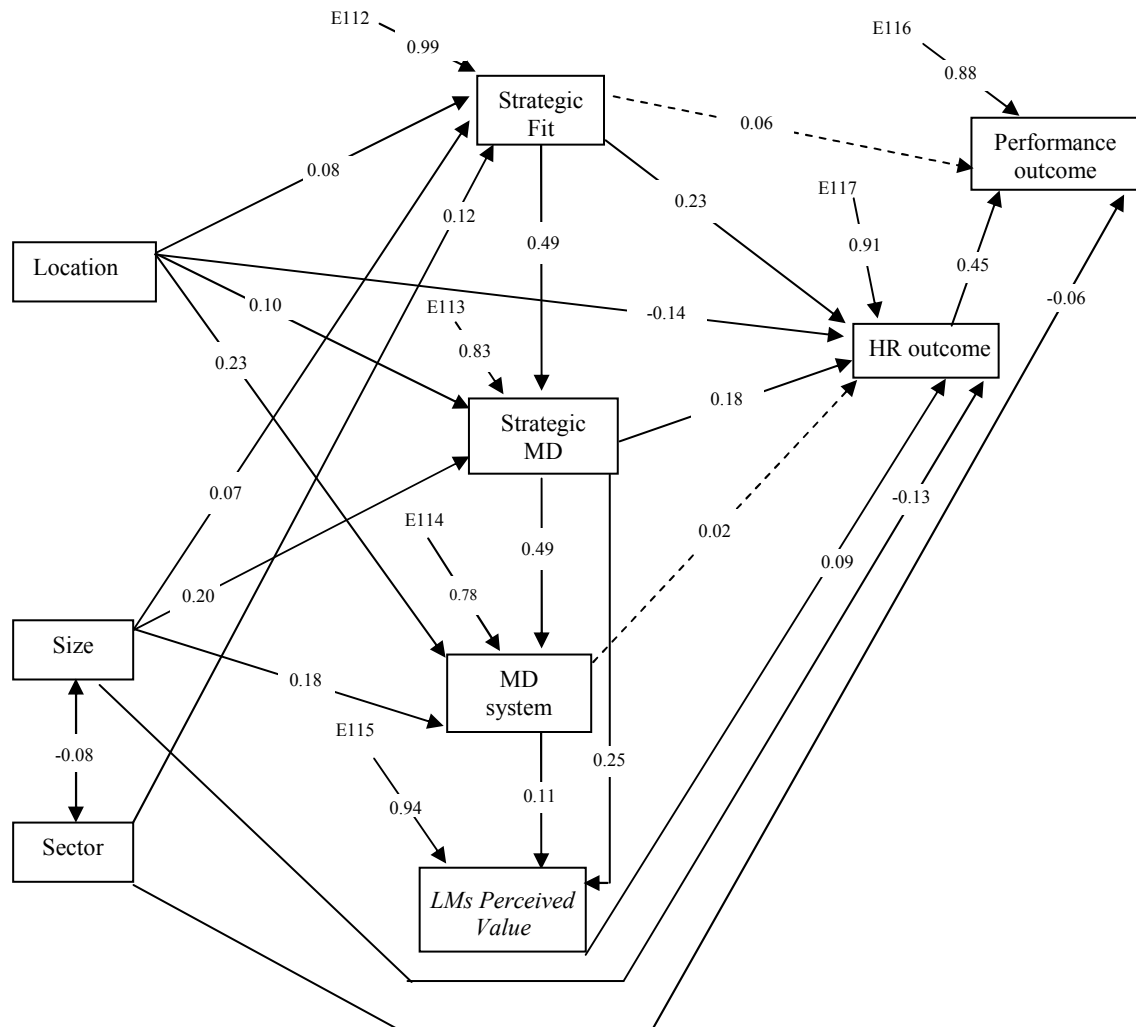 E112
0.99
E116
0.88
Strategic
Fit
0.06
Performance
outcome
0.08
0.12
0.23
E117
0.91
0.49
0.45
Location
-0.06
0.10
E113
-0.14
0.23
0.83
HR outcome
0.18
Strategic
MD
0.07
-0.13
E114
0.49
0.02
0.09
0.20
0.78
Size
0.18
MD
system
E115
-0.08
0.25
0.11
0.94
Sector
LMs Perceived
Value